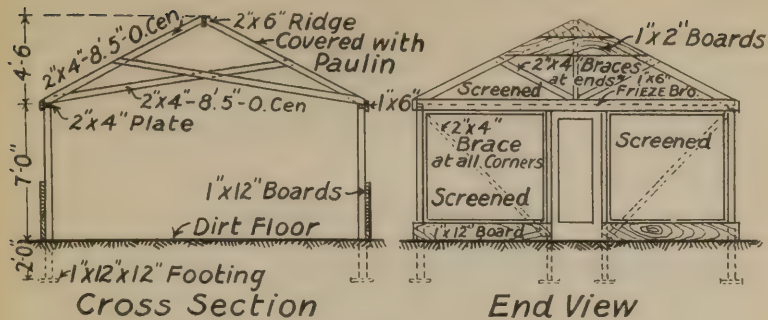 2"x6" Ridge
Covered with
Paulin
2"x4"-8'.5"-O.Cen
4'-6
2"x4"-8'.5"-O.Cen
1"x6"
2"x4" Plate
7'-0"
1"x12" Boards
Dirt Floor
2'.0"
1"x12"x12" Footing
Cross Section
1"x2" Boards
2"x4" Braces
at ends
1"x6"
Screened
FRIEZE BRD.
2"x4"
Brace
at all Corners
Screened
Screened
1"x12" Board
End View